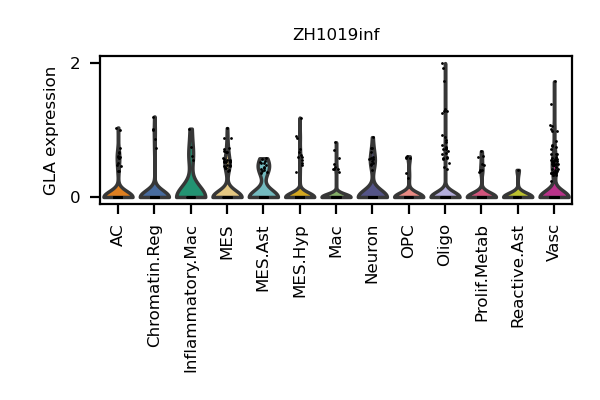 ZH1019inf
GLA expression
2
0
AC
Chromatin.Reg
Inflammatory.Mac
MES
MES.Ast
MES.Hyp
Mac
Neuron
OPC
Oligo
Prolif.Metab
Reactive.Ast
Vasc